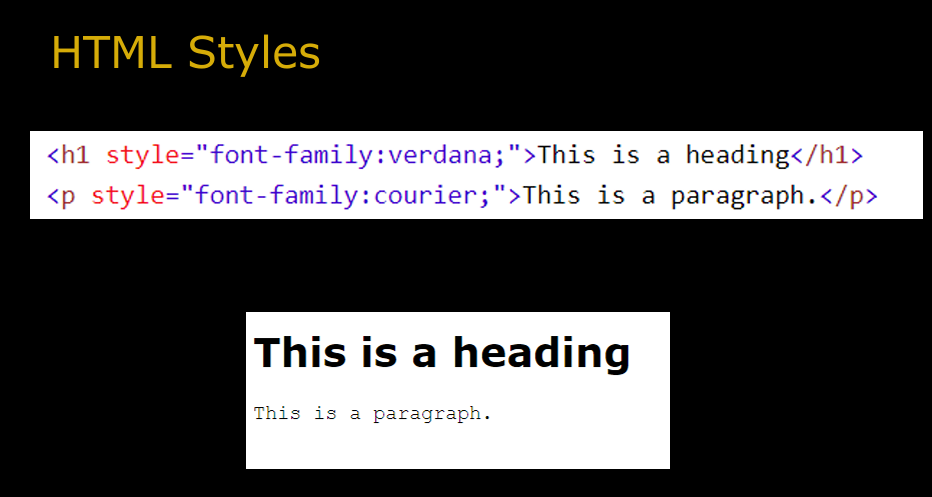 HTML Styles
<h1 style="font-family:verdana;">This is a heading</h1>
<p style="font-family:courier;">This is a paragraph.</p>
This is a heading
This is a paragraph.